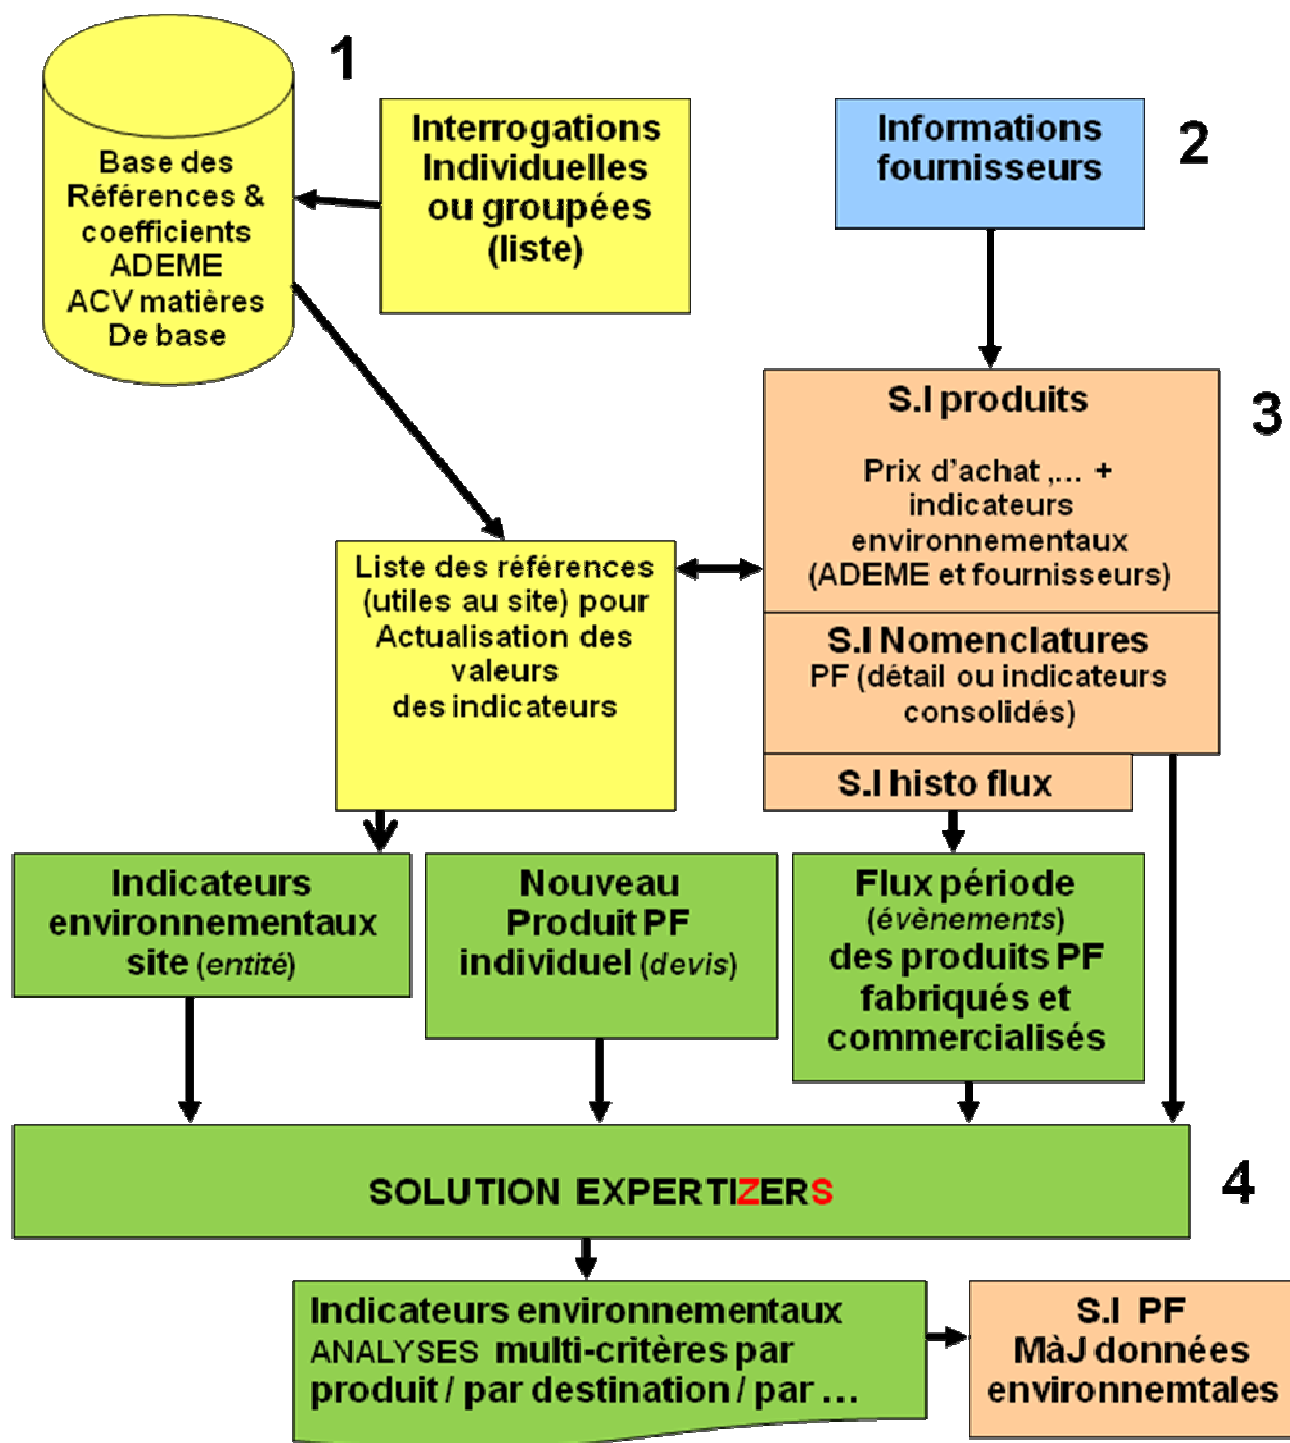 1
Base des
Références &
coefficients
ADEME
ACV matières
De base
Interrogations
Individuelles
ou groupées
(liste)
Informations
fournisseurs
2
S.I produits
Prix d'achat ,... +
indicateurs
environnementaux
(ADEME et fournisseurs)
3
S.I Nomenclatures
PF (détail ou indicateurs
consolidés)
S.I histo flux
Liste des références
(utiles au site) pour
Actualisation des
valeurs
des indicateurs
Indicateurs
environnementaux
site (entité)
Nouveau
Produit PF
individuel (devis)
Flux période
(évènements)
des produits PF
fabriqués et
commercialisés
SOLUTION EXPERTIZERS
4
Indicateurs environnementaux
ANALYSES multi-critères par
produit / par destination / par ...
S.I PF
MàJ données
environnemtales